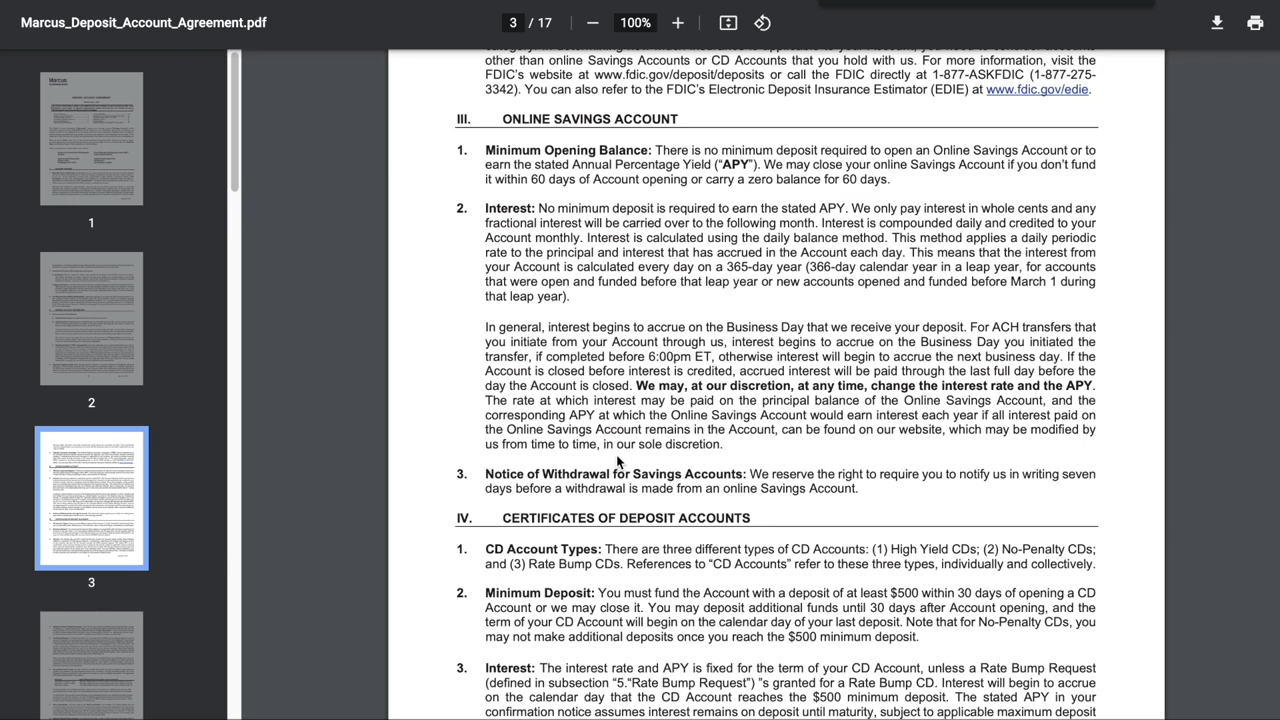 Marcus_Deposit_Account_Agreement.pdf
3 / 17
100%
1
2
3
other than online Savings Accounts or CD Accounts that you hold with us. For more information, visit the
FDIC's website at www.fdic.gov/deposit/deposits or call the FDIC directly at 1-877-ASKFDIC (1-877-275-
3342). You can also refer to the FDIC's Electronic Deposit Insurance Estimator (EDIE) at www.fdic.gov/edie.
III. ONLINE SAVINGS ACCOUNT
1. Minimum Opening Balance: There is no minimum deposit required to open an Online Savings Account or to
earn the stated Annual Percentage Yield (“APY”). We may close your online Savings Account if you don’t fund
it within 60days of Account opening or carry a zero balance for 60 days.
2. Interest: No minimum deposit is required to earn the stated APY. We only pay interest in whole cents and any
fractional interest will be carried over to the following month. Interest is compounded daily and credited to your
Account monthly. Interest is calculated using the daily balance method. This method applies a daily periodic
rate to the principal and interest that has accrued in the Account each day. This means that the interest from
your Account is calculated every day on a 365-day year (366-day calendar year in a leap year, for accounts
that were open and funded before that leap year or new accounts opened and funded before March 1 during
that leap year).
In general, interest begins to accrue on the Business Day that we receive your deposit. For ACH transfers that
you initiate from your Account through us, interest begins to accrue on the Business Day you initiated the
transfer, if completed before 6:00pm ET, otherwise interest will begin to accrue the next business day. If the
Account is closed before interest is credited, accrued interest will be paid through the last full day before the
day the Account is closed. We may, at our discretion, at any time, change the interest rate and the APY.
The rate at which interest may be paid on the principal balance of the Online Savings Account, and the
corresponding APY at which the Online Savings Account would earn interest each year if all interest paid on
the Online Savings Account remains in the Account, can be found on our website, which may be modified by
us from time to time, in our sole discretion.
3. Notice of Withdrawal for Savings Accounts: We reserve the right to require you to notify us in writing seven
days before a withdrawal is made from an online Savings Account.
IV. CERTIFICATES OF DEPOSIT ACCOUNTS
1. CD Account Types: There are three different types of CD Accounts: (1) High Yield CDs; (2) No-Penalty CDs;
and (3) Rate Bump CDs. References to “CD Accounts” refer to these three types, individually and collectively.
2. Minimum Deposit: You must fund the Account with a deposit of at least $500 within 30 days of opening a CD
Account or we may close it. You may deposit additional funds until 30 days after Account opening, and the
term of your CD Account will begin on the calendar day of your last deposit. Note that for No-Penalty CDs, you
may not make additional deposits once you reach the $500 minimum deposit.
3. Interest: The interest rate and APY is fixed for the term of your CD Account, unless a Rate Bump Request
(defined in subsection “5.”Rate Bump Request”) is made for a Rate Bump CD. Interest will begin to accrue
on the calendar day that the CD Account reaches the $500 minimum deposit. The stated APY in your
confirmation notice assumes interest remains on deposit until maturity, subject to applicable maximum deposit